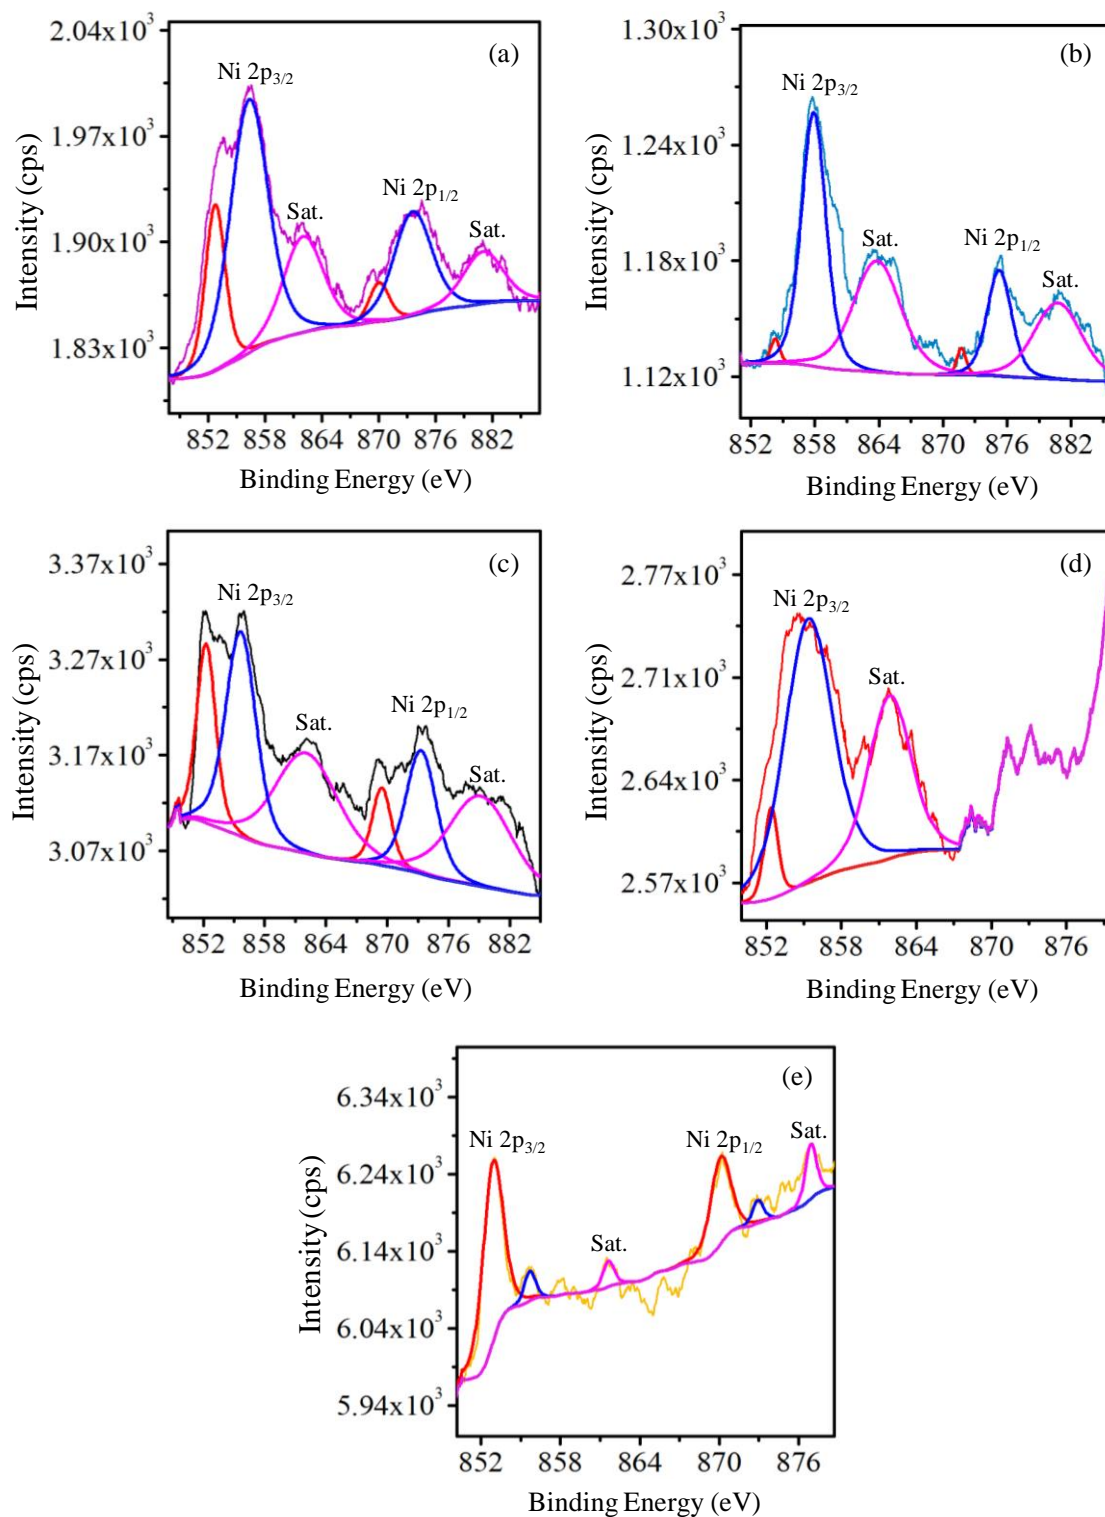 (a)
Ni 2p3/2
Sat.
Ni 2p1/2
Sat.
2.04x10³
1.97x10³
1.90x10³
1.83x10³
Intensity (cps)
852 858 864 870 876 882
Binding Energy (eV)
(b)
Ni 2p3/2
Sat.
Ni 2p1/2
Sat.
1.30x10³
1.24x10³
1.18x10³
1.12x10³
Intensity (cps)
852 858 864 870 876 882
Binding Energy (eV)
(c)
Ni 2p3/2
Sat.
Ni 2p1/2
Sat.
3.37x10³
3.27x10³
3.17x10³
3.07x10³
Intensity (cps)
852 858 864 870 876 882
Binding Energy (eV)
(d)
Ni 2p3/2
Sat.
2.77x10³
2.71x10³
2.64x10³
2.57x10³
Intensity (cps)
852 858 864 870 876
Binding Energy (eV)
(e)
Ni 2p3/2
Sat.
Ni 2p1/2
Sat.
6.34x10³
6.24x10³
6.14x10³
6.04x10³
5.94x10³
Intensity (cps)
852 858 864 870 876
Binding Energy (eV)